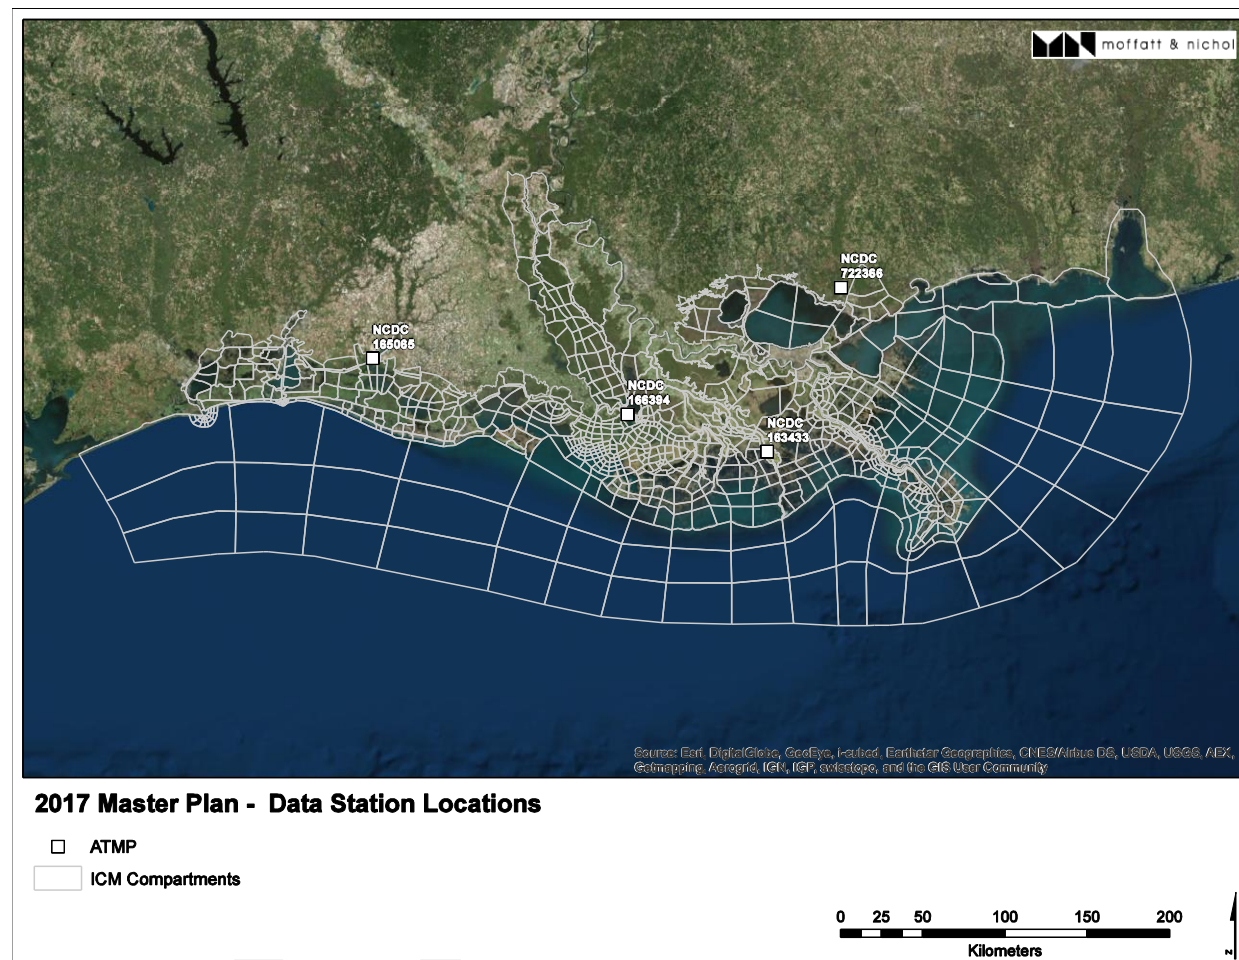 moffatt & nichol
NCDC
722366
NCDC
165065
NCDC
166394
NCDC
163433
Source: Esri, DigitalGlobe, GeoEye, i-cubed, Earthstar Geographics, CNES/Airbus DS, USDA, USGS, AEX,
Getmapping, Aerogrid, IGN, IGP, swisstopo, and the GIS User Community
2017 Master Plan - Data Station Locations
ATMP
ICM Compartments
0 25 50 100 150 200
Kilometers
N